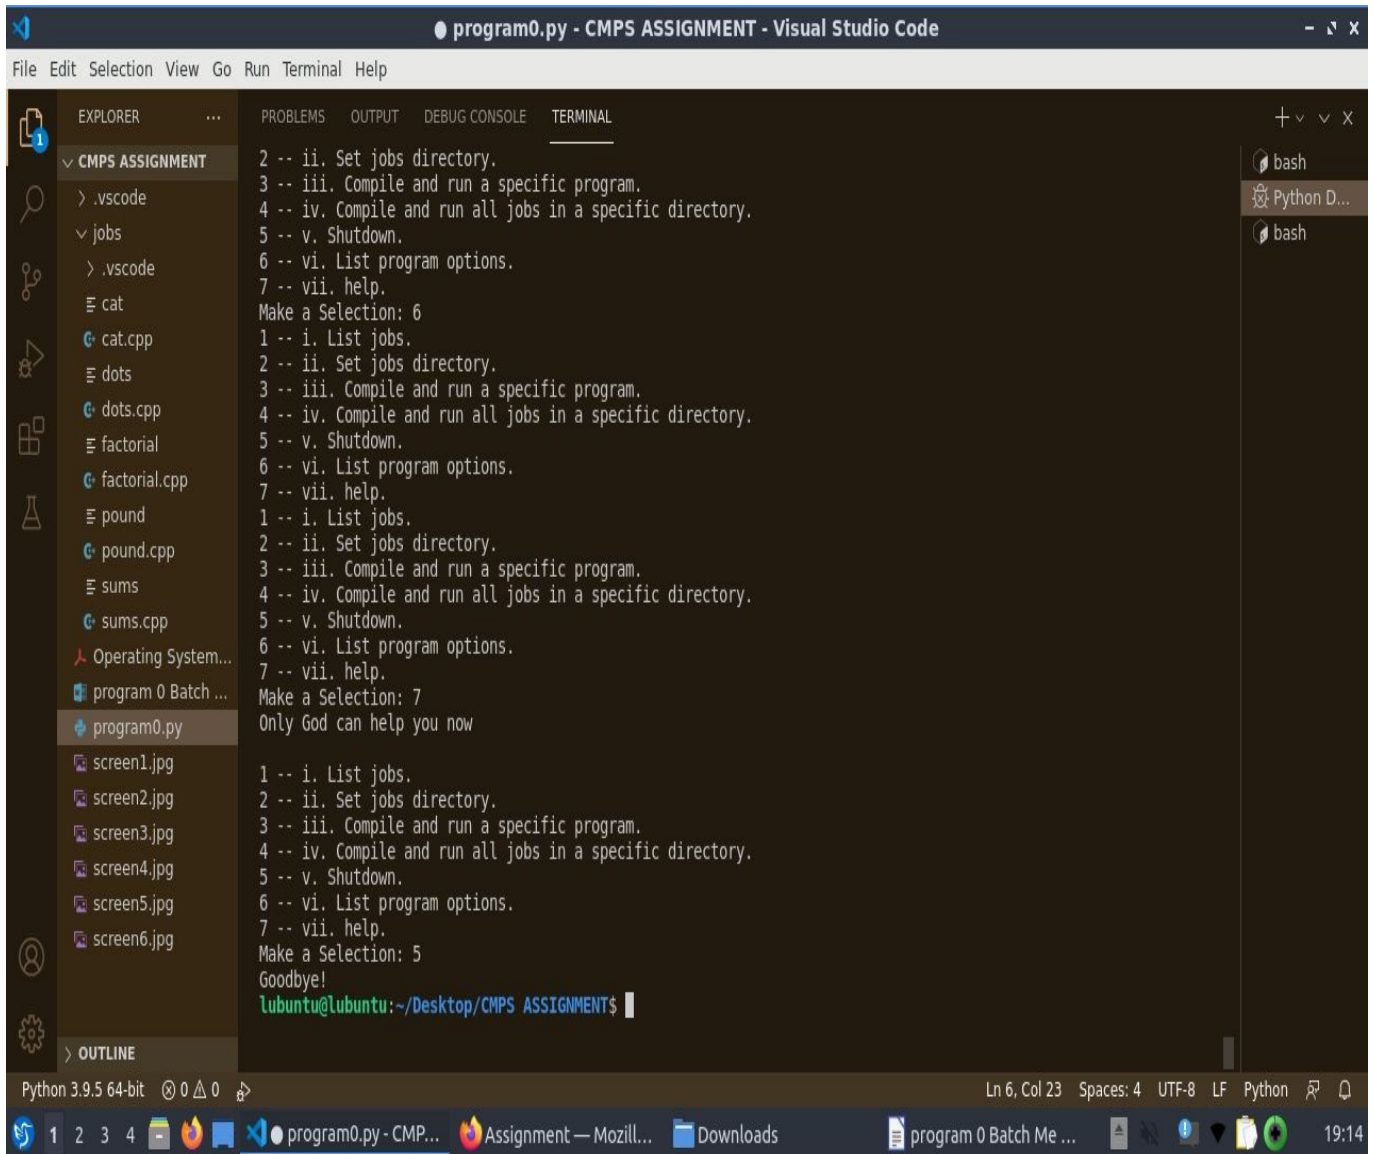 program0.py - CMPS ASSIGNMENT - Visual Studio Code
File Edit Selection View Go Run Terminal Help
EXPLORER
1
CMPS ASSIGNMENT
.vscode
jobs
.vscode
cat
cat.cpp
dots
dots.cpp
factorial
factorial.cpp
pound
pound.cpp
sums
sums.cpp
Operating System...
program 0 Batch ...
program0.py
screen1.jpg
screen2.jpg
screen3.jpg
screen4.jpg
screen5.jpg
screen6.jpg
OUTLINE
PROBLEMS OUTPUT DEBUG CONSOLE TERMINAL
2 -- ii. Set jobs directory.
3 -- iii. Compile and run a specific program.
4 -- iv. Compile and run all jobs in a specific directory.
5 -- v. Shutdown.
6 -- vi. List program options.
7 -- vii. help.
Make a Selection: 6
1 -- i. List jobs.
2 -- ii. Set jobs directory.
3 -- iii. Compile and run a specific program.
4 -- iv. Compile and run all jobs in a specific directory.
5 -- v. Shutdown.
6 -- vi. List program options.
7 -- vii. help.
1 -- i. List jobs.
2 -- ii. Set jobs directory.
3 -- iii. Compile and run a specific program.
4 -- iv. Compile and run all jobs in a specific directory.
5 -- v. Shutdown.
6 -- vi. List program options.
7 -- vii. help.
Make a Selection: 7
Only God can help you now
1 -- i. List jobs.
2 -- ii. Set jobs directory.
3 -- iii. Compile and run a specific program.
4 -- iv. Compile and run all jobs in a specific directory.
5 -- v. Shutdown.
6 -- vi. List program options.
7 -- vii. help.
Make a Selection: 5
Goodbye!
lubuntu@lubuntu:~/Desktop/CMPS ASSIGNMENT$
bash
Python D...
bash
Python 3.9.5 64-bit 0 0 Ln 6, Col 23 Spaces: 4 UTF-8 LF Python
1 2 3 4 program0.py - CMP... Assignment — Mozill... Downloads program 0 Batch Me ... 19:14